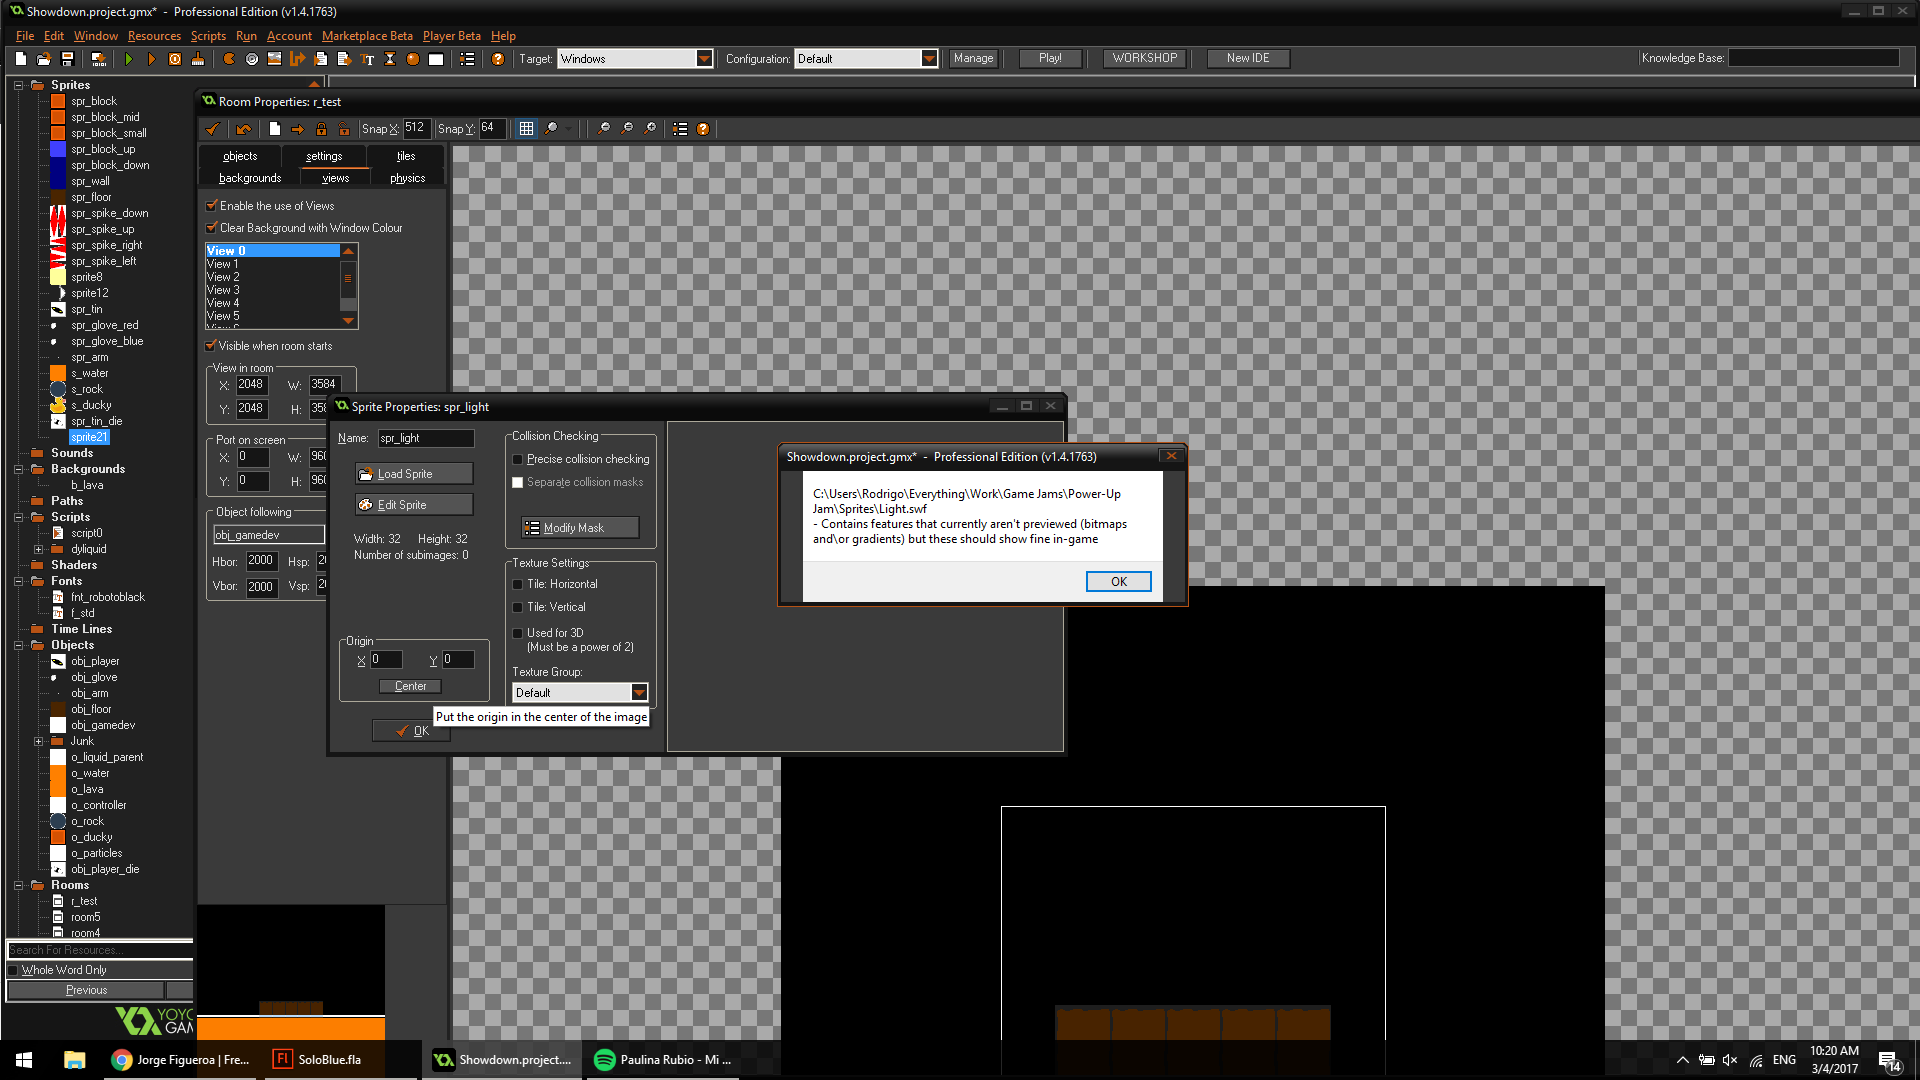 Showdown.project.gmx*  -  Professional Edition (v1.4.1763)
File Edit Window Resources Scripts Run Account Marketplace Beta Player Beta Help
Target: Windows Configuration: Default Manage Play! WORKSHOP New IDE Knowledge Base:
Sprites
spr_block
spr_block_mid
spr_block_small
spr_block_up
spr_block_down
spr_wall
spr_floor
spr_spike_down
spr_spike_up
spr_spike_right
spr_spike_left
sprite8
sprite12
spr_tin
spr_glove_red
spr_glove_blue
spr_arm
s_water
s_rock
s_ducky
spr_tin_die
sprite21
Sounds
Backgrounds
b_lava
Paths
Scripts
script0
dyliquid
Shaders
Fonts
fnt_robotoblack
f_std
Time Lines
Objects
obj_player
obj_glove
obj_arm
obj_floor
obj_gamedev
Junk
o_liquid_parent
o_water
o_lava
o_controller
o_rock
o_ducky
o_particles
obj_player_die
Rooms
r_test
room5
room4
Search For Resources...
Whole Word Only
Previous
Room Properties: r_test
Snap X: 512 Snap Y: 64
objects settings tiles
backgrounds views physics
Enable the use of Views
Clear Background with Window Colour
View 0
View 1
View 2
View 3
View 4
View 5
Visible when room starts
View in room
X: 2048 W: 3584
Y: 2048 H: 358
Port on screen
X: 0 W: 960
Y: 0 H: 960
Object following
obj_gamedev
Hbor: 2000 Hsp:
Vbor: 2000 Vsp:
Sprite Properties: spr_light
Name: spr_light
Load Sprite
Edit Sprite
Width: 32 Height: 32
Number of subimages: 0
Origin
X 0 Y 0
Center
OK
Collision Checking
Precise collision checking
Separate collision masks
Modify Mask
Texture Settings
Tile: Horizontal
Tile: Vertical
Used for 3D
(Must be a power of 2)
Texture Group:
Default
Put the origin in the center of the image
Showdown.project.gmx*  -  Professional Edition (v1.4.1763)
C:\Users\Rodrigo\Everything\Work\Game Jams\Power-Up
Jam\Sprites\Light.swf
- Contains features that currently aren't previewed (bitmaps
and\or gradients) but these should show fine in-game
OK
YOYO
GAM
Jorge Figueroa | Fre... Fl SoloBlue.fla Showdown.project.... Paulina Rubio - Mi ...
ENG
10:20 AM
3/4/2017
14